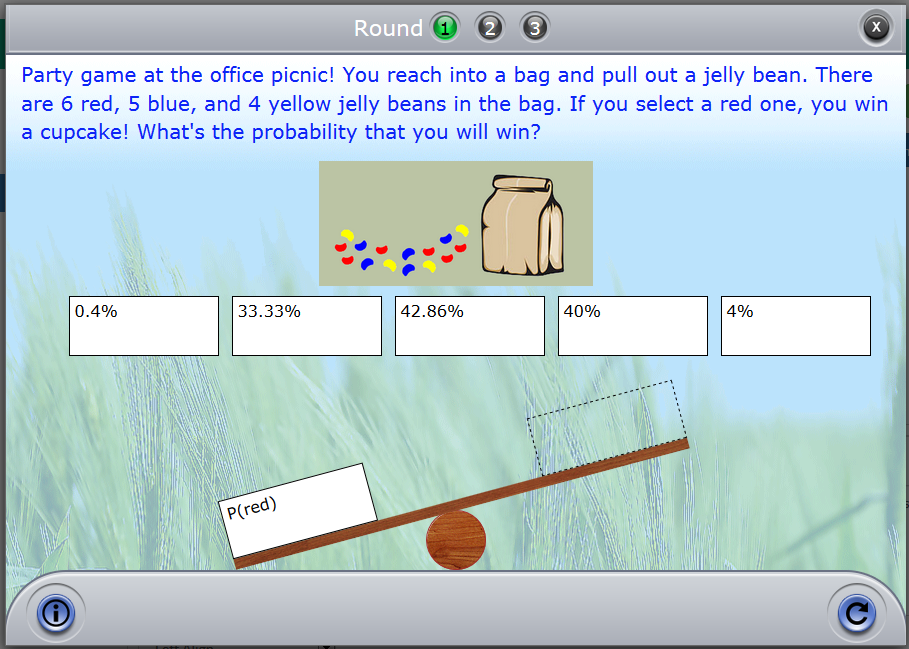 Round 1 2 3 X
Party game at the office picnic! You reach into a bag and pull out a jelly bean. There
are 6 red, 5 blue, and 4 yellow jelly beans in the bag. If you select a red one, you win
a cupcake! What's the probability that you will win?
0.4% 33.33% 42.86% 40% 4%
P(red)